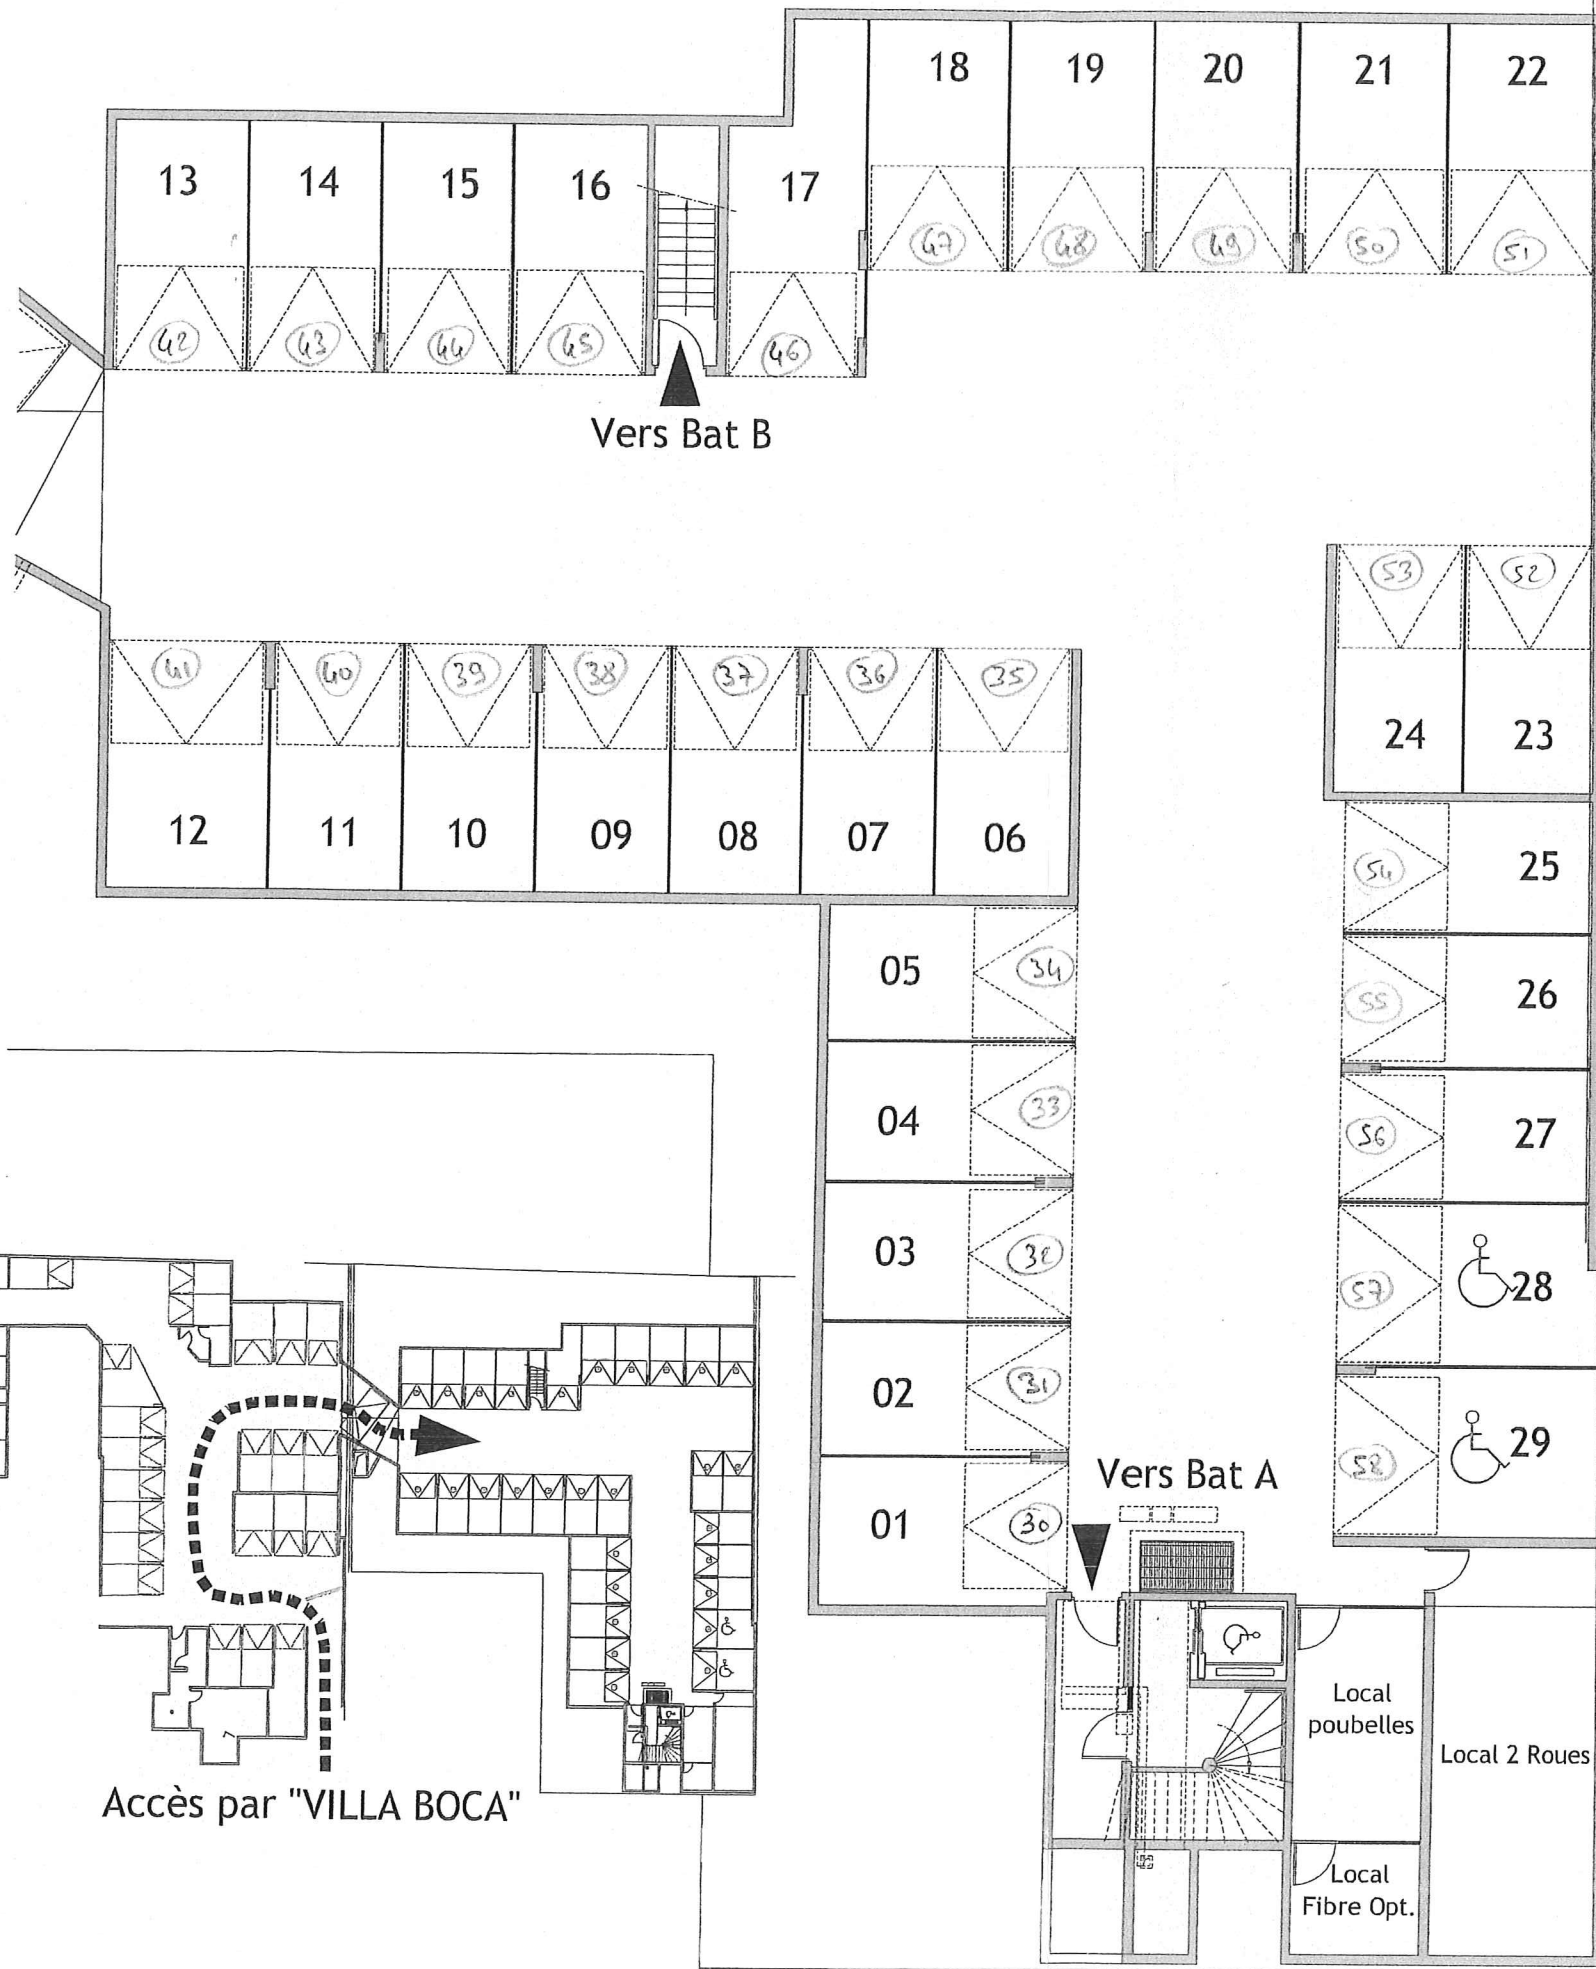 18 19 20 21 22
13 14 15 16 17
47 48 49 50 51
42 43 44 45 46
Vers Bat B
53 52
41 40 39 38 37 36 35
24 23
12 11 10 09 08 07 06
54 25
05 34
55 26
04 33
56 27
03 32
57 28
02 31
58 29
Vers Bat A
01 30
Local
poubelles
Local 2 Roues
Accès par "VILLA BOCA"
Local
Fibre Opt.